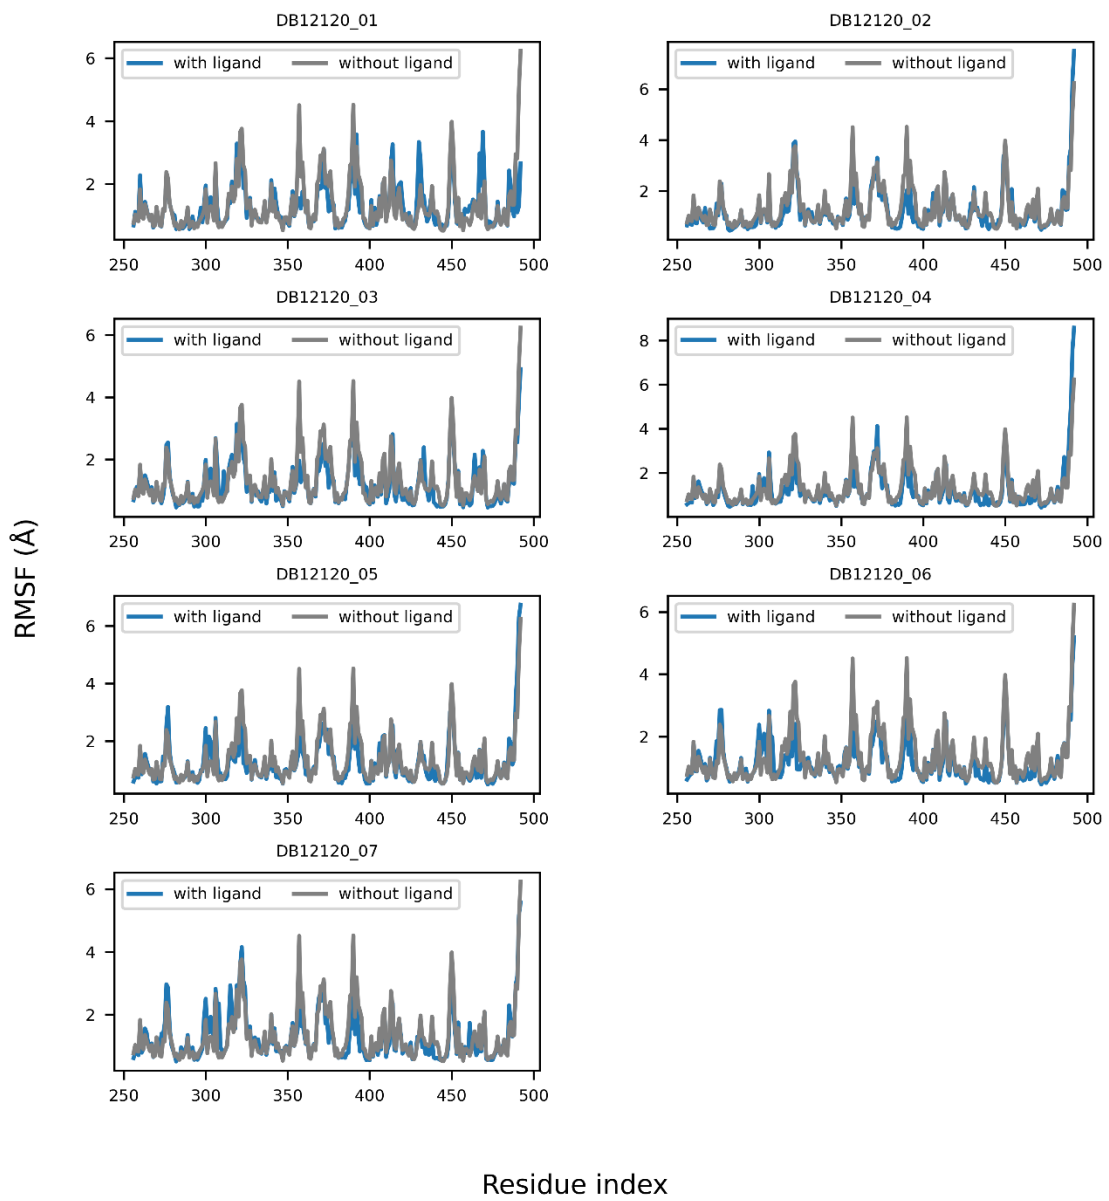 DB12120_01
with ligand without ligand
6
4
2
250 300 350 400 450 500
DB12120_02
with ligand without ligand
6
4
2
250 300 350 400 450 500
DB12120_03
with ligand without ligand
6
4
2
250 300 350 400 450 500
DB12120_04
with ligand without ligand
8
6
4
2
250 300 350 400 450 500
DB12120_05
with ligand without ligand
6
4
2
250 300 350 400 450 500
DB12120_06
with ligand without ligand
6
4
2
250 300 350 400 450 500
DB12120_07
with ligand without ligand
6
4
2
250 300 350 400 450 500
RMSF (Å)
Residue index